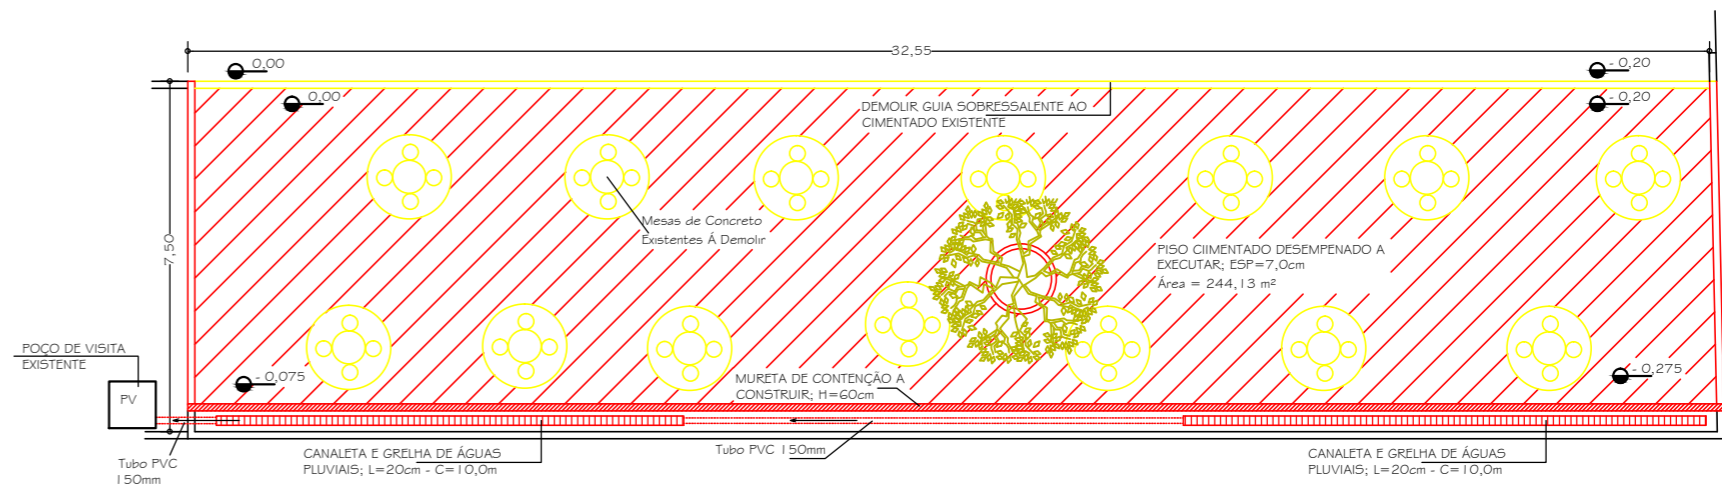 32,55
0,00
- 0,20
0,00
- 0,20
DEMOLIR GUIA SOBRESSALENTE AO
CIMENTADO EXISTENTE
7,50
Mesas de Concreto
Existentes Á Demolir
PISO CIIMENTADO DESEMPENADO A
EXECUTAR; ESP=7,0cm
Área = 244,13 m²
POÇO DE VISITA
EXISTENTE
PV
- 0,075
MURETA DE CONTENÇÃO A
CONSTRUIR; H=60cm
- 0,275
Tubo PVC
150mm
CANALETA E GRELHA DE ÁGUAS
PLUVIAIS; L=20cm - C=10,0m
Tubo PVC 150mm
CANALETA E GRELHA DE ÁGUAS
PLUVIAIS; L=20cm - C=10,0m